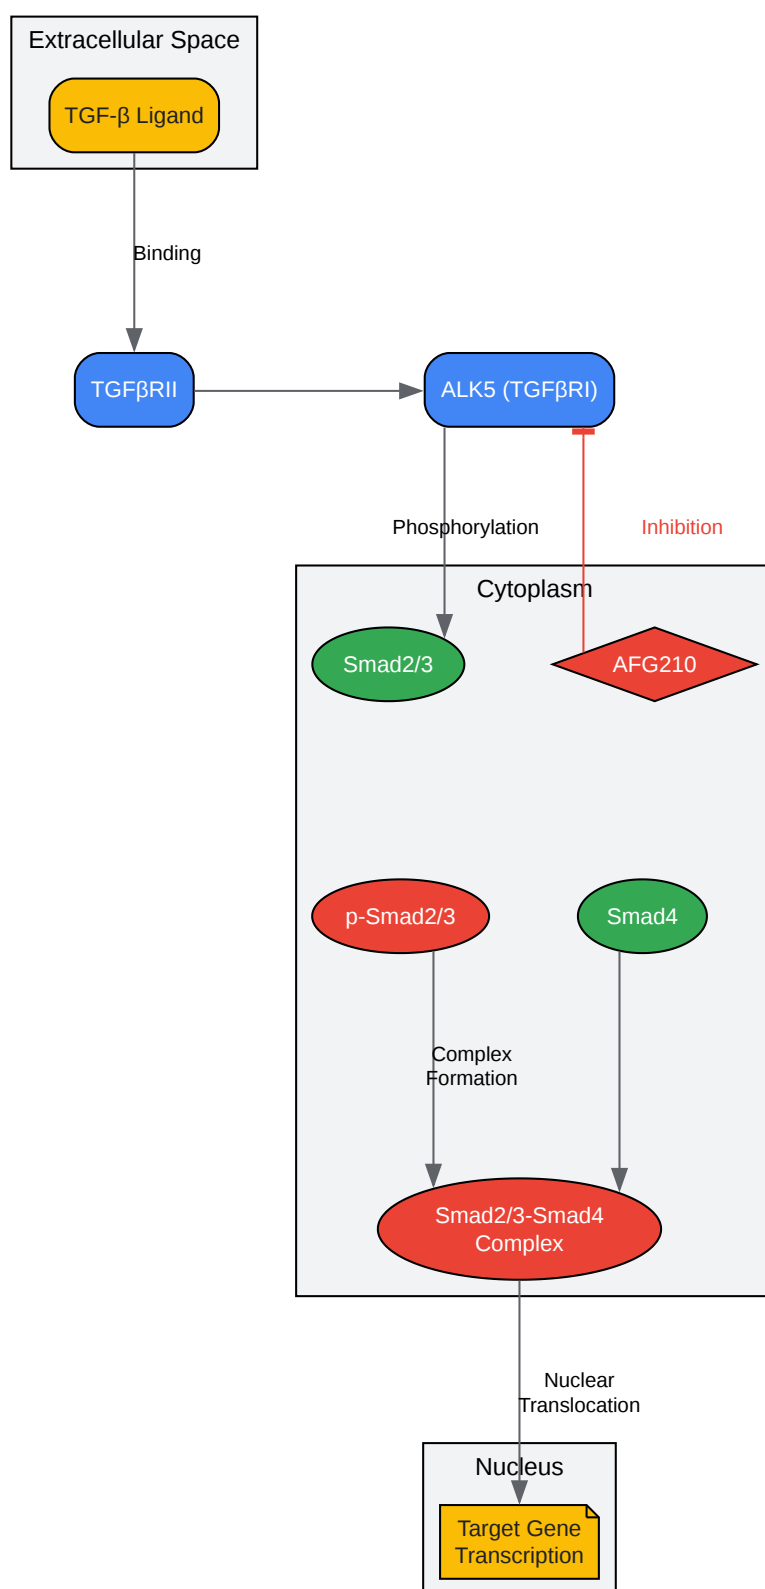 Extracellular Space
TGF-β Ligand
Binding
TGFβRII
ALK5 (TGFβRI)
Phosphorylation
Inhibition
Cytoplasm
Smad2/3
AFG210
p-Smad2/3
Smad4
Complex
Formation
Smad2/3-Smad4
Complex
Nuclear
Translocation
Nucleus
Target Gene
Transcription